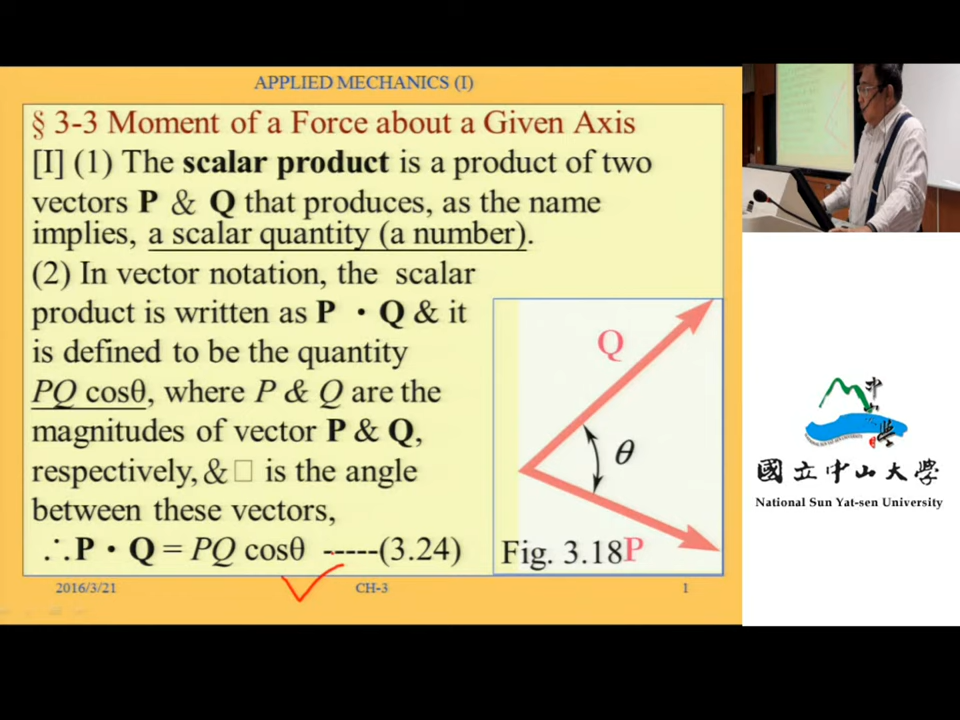 APPLIED MECHANICS (I)
§ 3-3 Moment of a Force about a Given Axis
[I] (1) The scalar product is a product of two
vectors P & Q that produces, as the name
implies, a scalar quantity (a number).
(2) In vector notation, the scalar
product is written as P ・ Q & it
is defined to be the quantity
PQ cosθ, where P & Q are the
magnitudes of vector P & Q,
respectively, & □ is the angle
between these vectors,
∴P・Q = PQ cosθ ------(3.24)
Q
θ
P
Fig. 3.18
2016/3/21
CH-3
1
國立中山大學
National Sun Yat-sen University